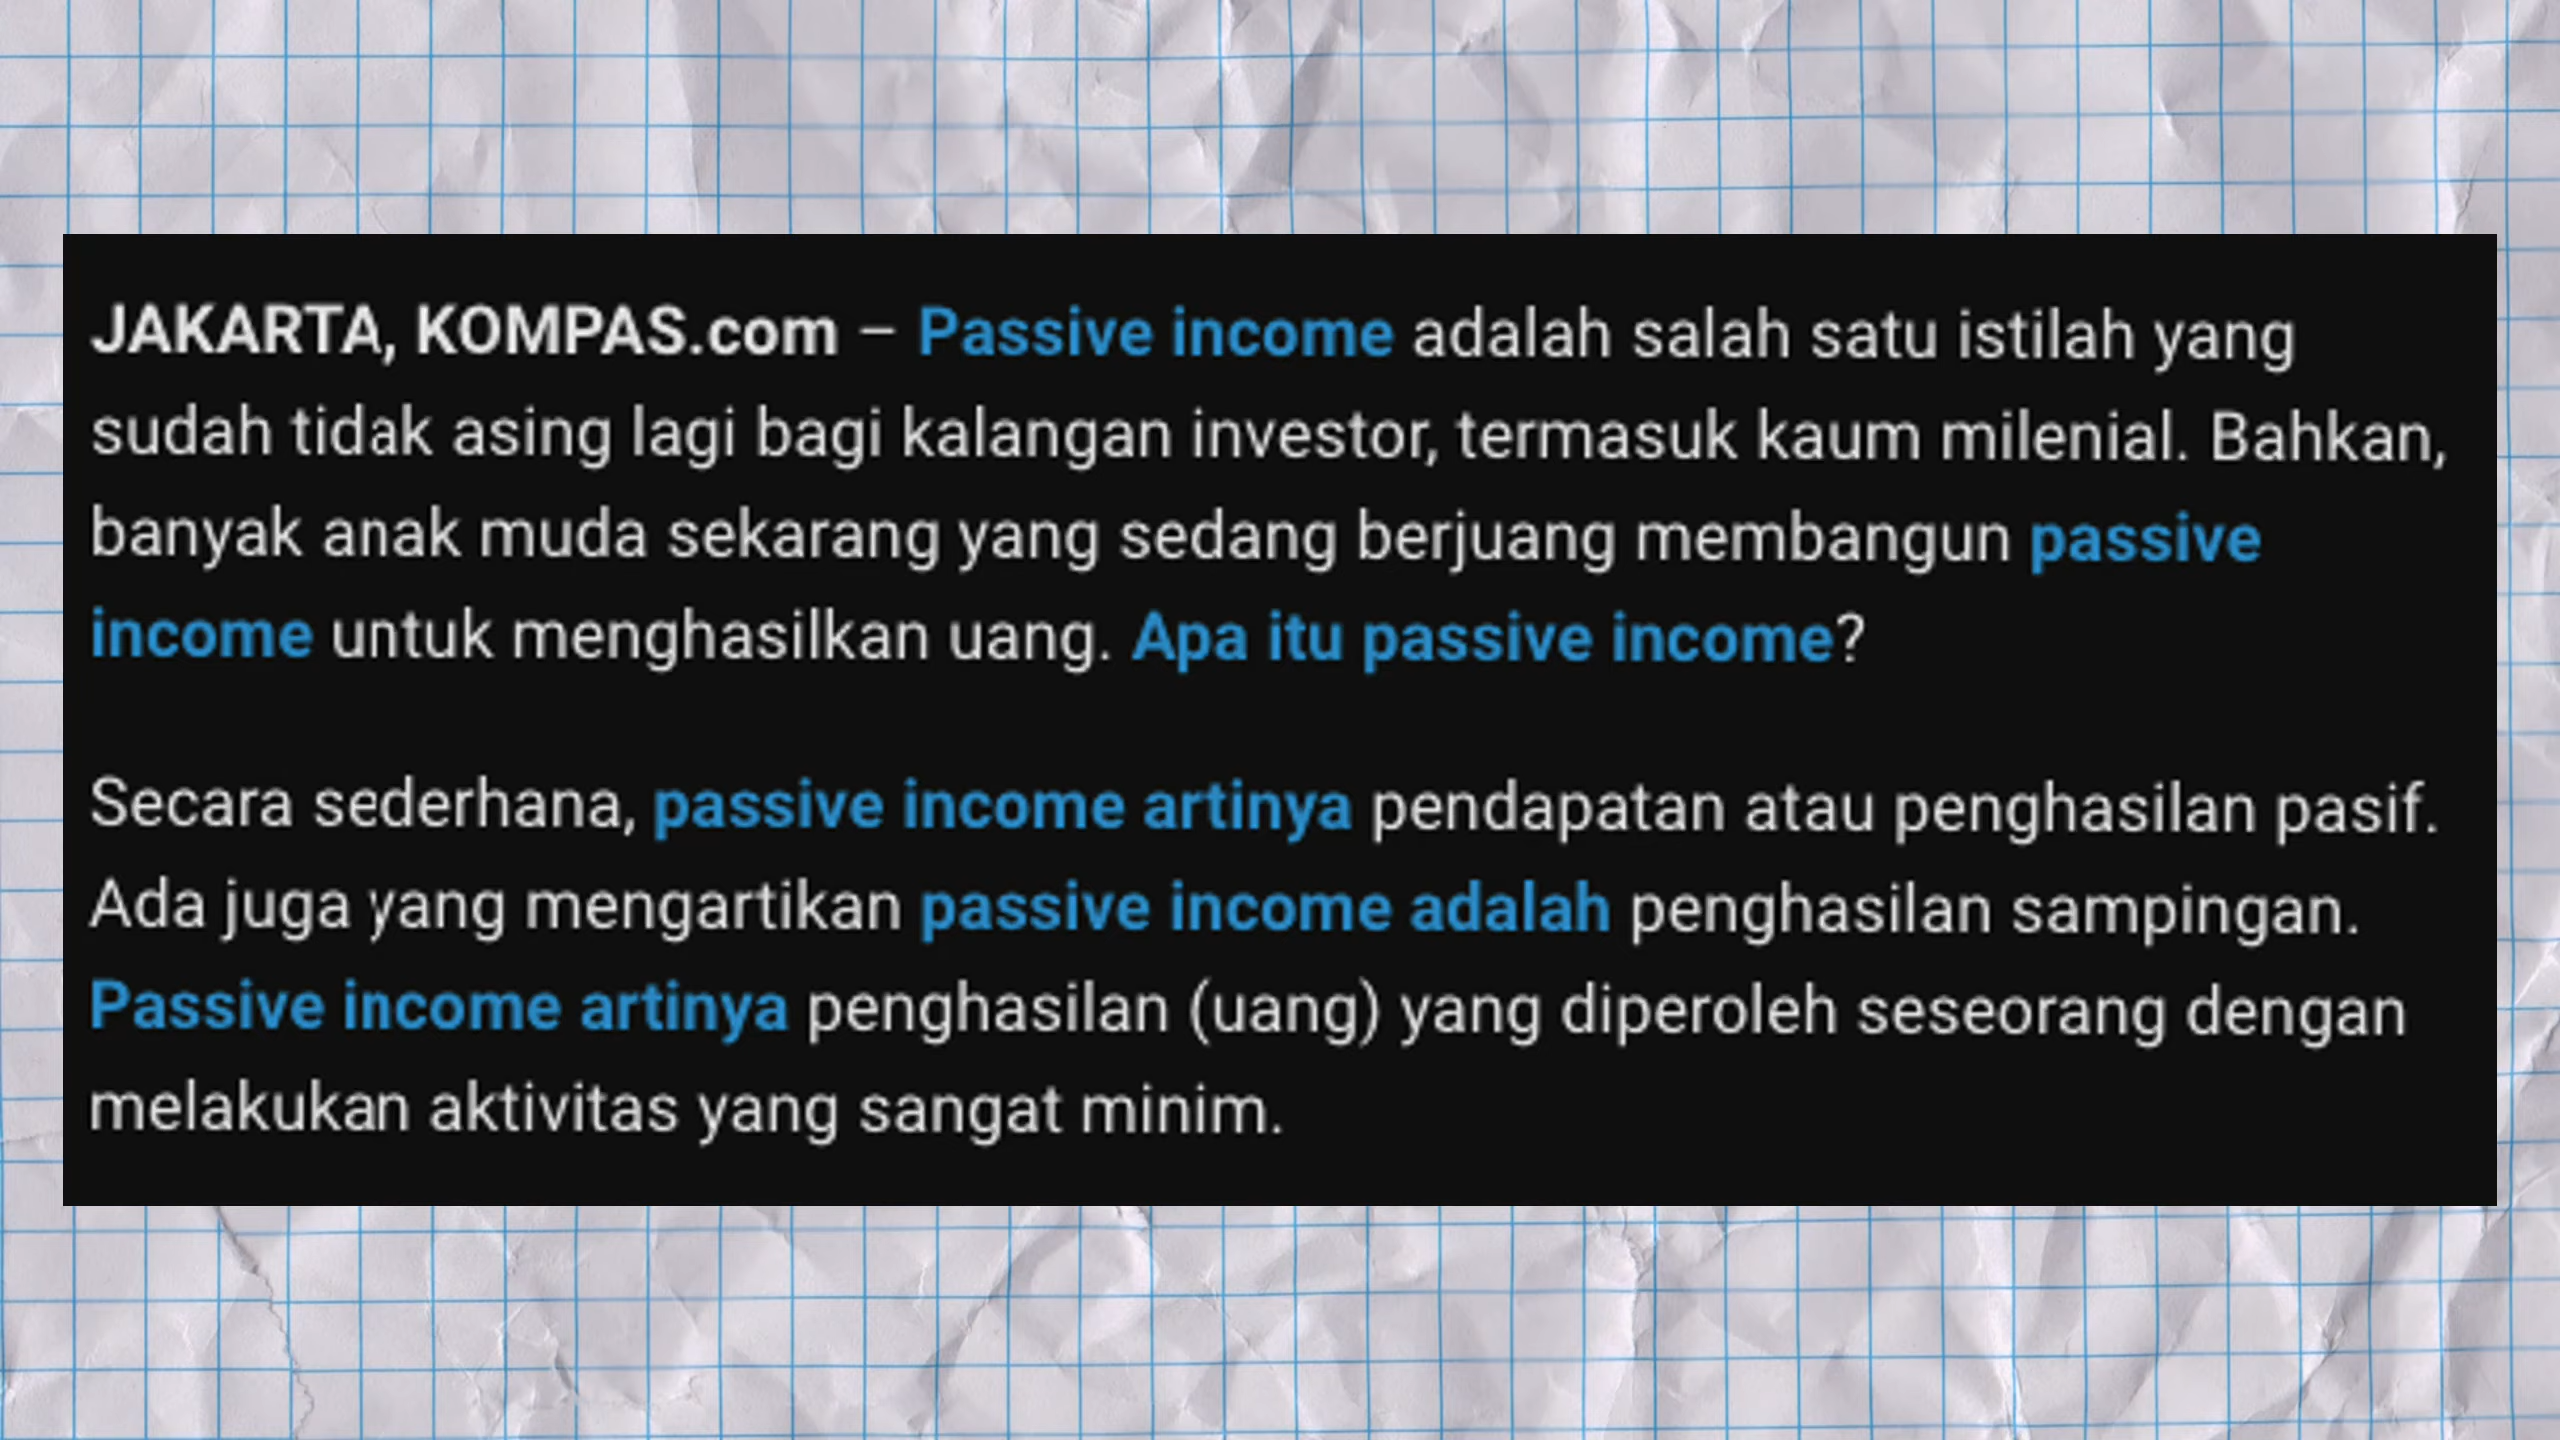 JAKARTA, KOMPAS.com – Passive income adalah salah satu istilah yang
sudah tidak asing lagi bagi kalangan investor, termasuk kaum milenial. Bahkan,
banyak anak muda sekarang yang sedang berjuang membangun passive
income untuk menghasilkan uang. Apa itu passive income?
Secara sederhana, passive income artinya pendapatan atau penghasilan pasif.
Ada juga yang mengartikan passive income adalah penghasilan sampingan.
Passive income artinya penghasilan (uang) yang diperoleh seseorang dengan
melakukan aktivitas yang sangat minim.